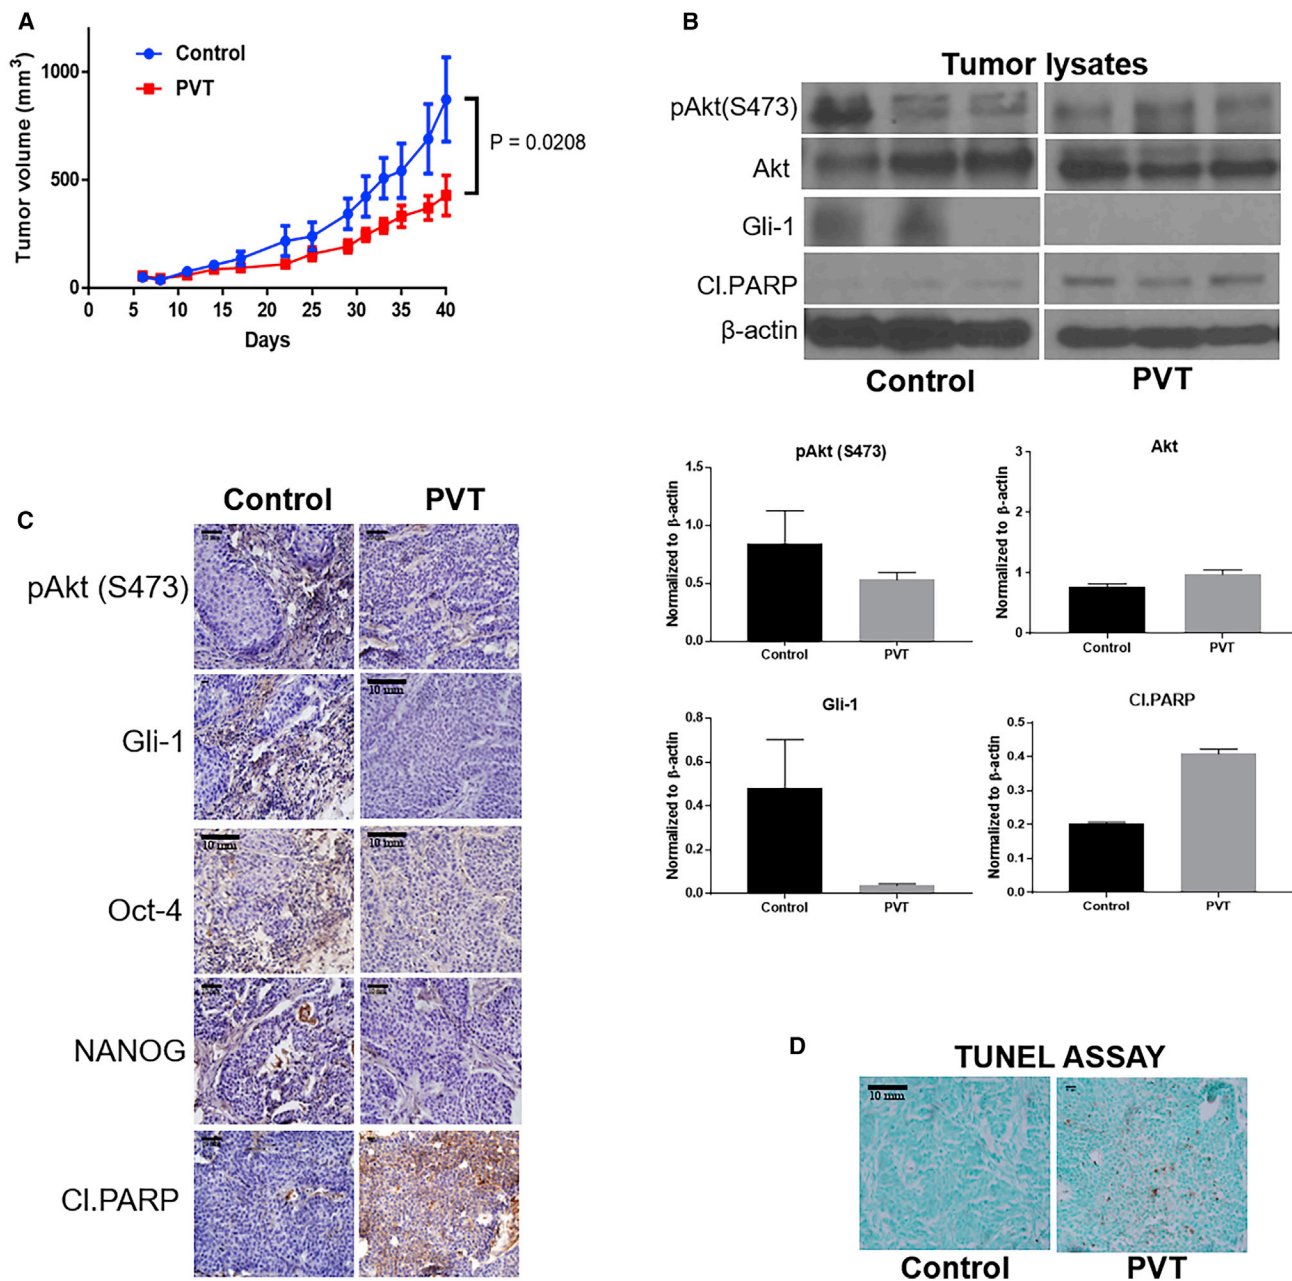 A
Tumor volume (mm3)
1000
500
0
0 5 10 15 20 25 30 35 40
Days
Control
PVT
P = 0.0208
B
Tumor lysates
pAkt(S473)
Akt
Gli-1
Cl.PARP
β-actin
Control PVT
pAkt (S473)
Normalized to β-actin
1.5
1.0
0.5
0.0
Control PVT
Akt
Normalized to β-actin
3
2
1
0
Control PVT
Gli-1
Normalized to β-actin
0.8
0.6
0.4
0.2
0.0
Control PVT
Cl.PARP
Normalized to β-actin
0.5
0.4
0.3
0.2
0.1
0.0
Control PVT
C
Control PVT
pAkt (S473)
Gli-1
10 mm
Oct-4
10 mm
10 mm
NANOG
Cl.PARP
D
TUNEL ASSAY
10 mm
Control PVT